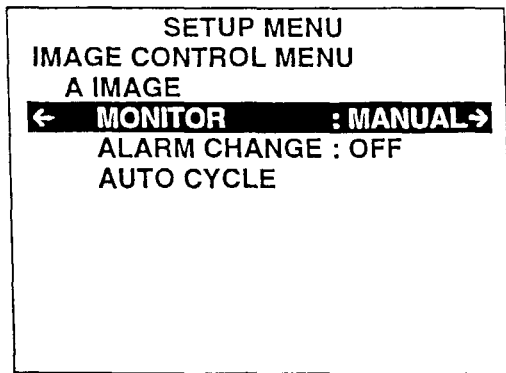 SETUP MENU
IMAGE CONTROL MENU
A IMAGE
← MONITOR : MANUAL→
ALARM CHANGE : OFF
AUTO CYCLE